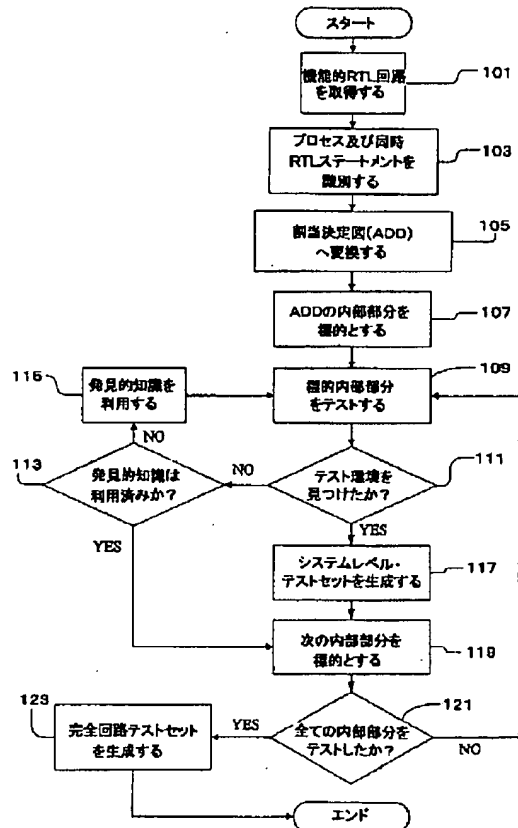 スタート
機能的RTL回路
を取得する
101
プロセス及び同時
RTLステートメントを
識別する
103
割当決定図(ADD)
へ変換する
105
ADDの内部部分を
標的とする
107
115
発見的知識を
利用する
標的内部部分
をテストする
109
NO
113
発見的知識は
利用済みか?
NO
テスト環境を
見つけたか?
111
YES
YES
システムレベル・
テストセットを生成する
117
次の内部部分を
標的とする
119
123
完全回路テストセット
を生成する
YES
全ての内部部分を
テストしたか?
121
NO
エンド